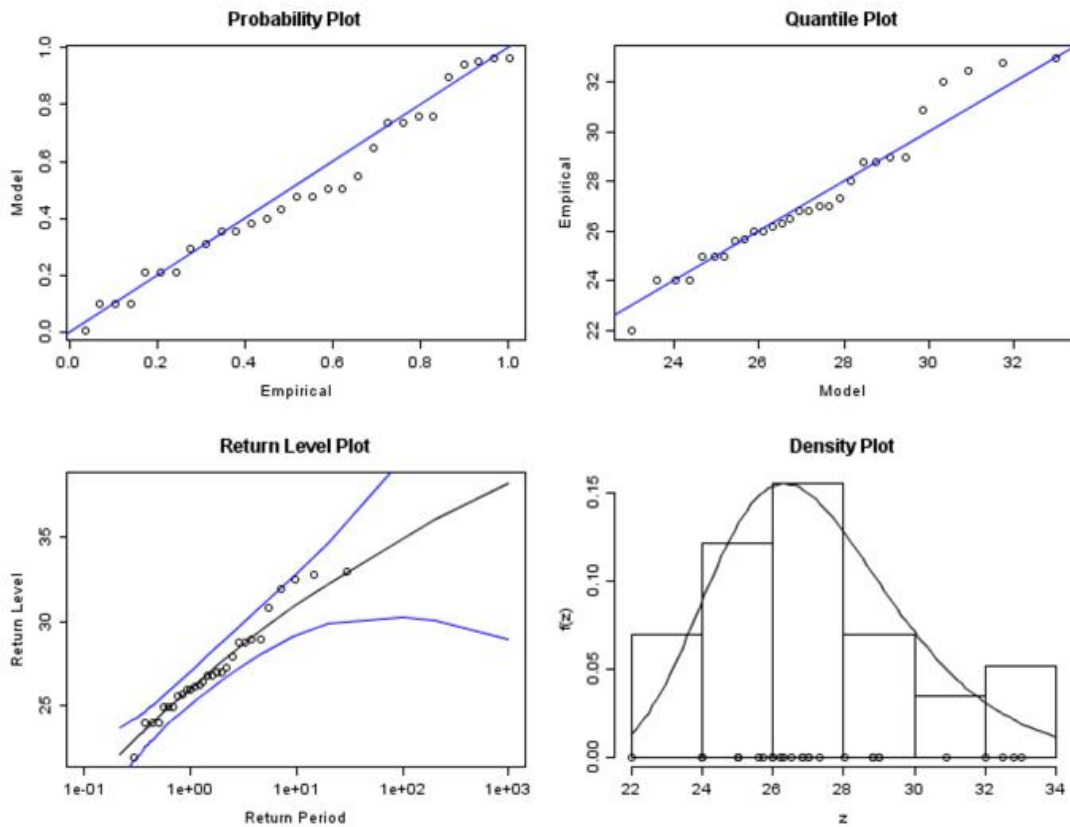 Probability Plot
1.0
0.8
0.6
0.4
0.2
0.0
Model
0.0 0.2 0.4 0.6 0.8 1.0
Empirical
Quantile Plot
32
30
28
26
24
22
Empirical
24 26 28 30 32
Model
Return Level Plot
35
30
25
Return Level
1e-01 1e+00 1e+01 1e+02 1e+03
Return Period
Density Plot
0.15
0.10
0.05
0.00
f(z)
22 24 26 28 30 32 34
z